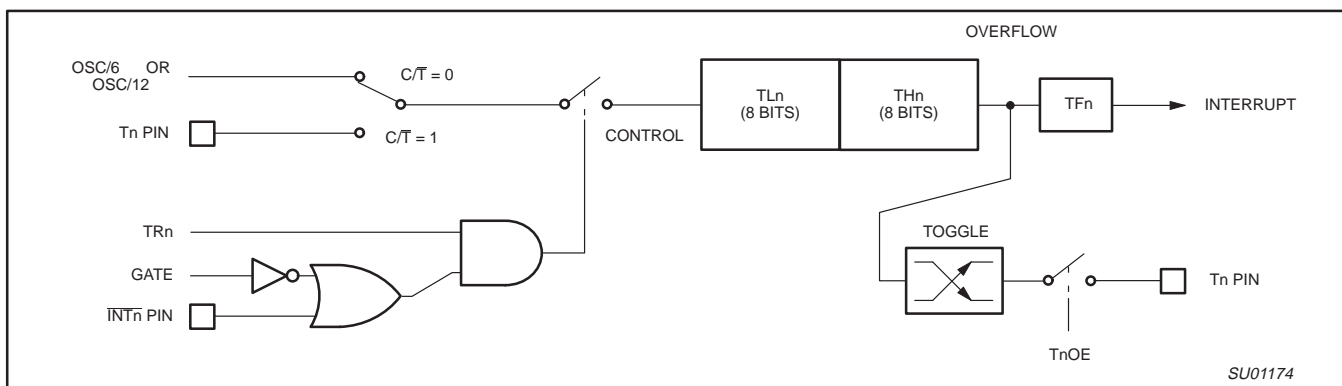 OVERFLOW
OSC/6 OR
OSC/12
C/T̅ = 0
TLn
(8 BITS)
THn
(8 BITS)
TFn
INTERRUPT
Tn PIN
C/T̅ = 1
CONTROL
TRn
TOGGLE
GATE
Tn PIN
I̅N̅T̅n̅ PIN
TnOE
SU01174